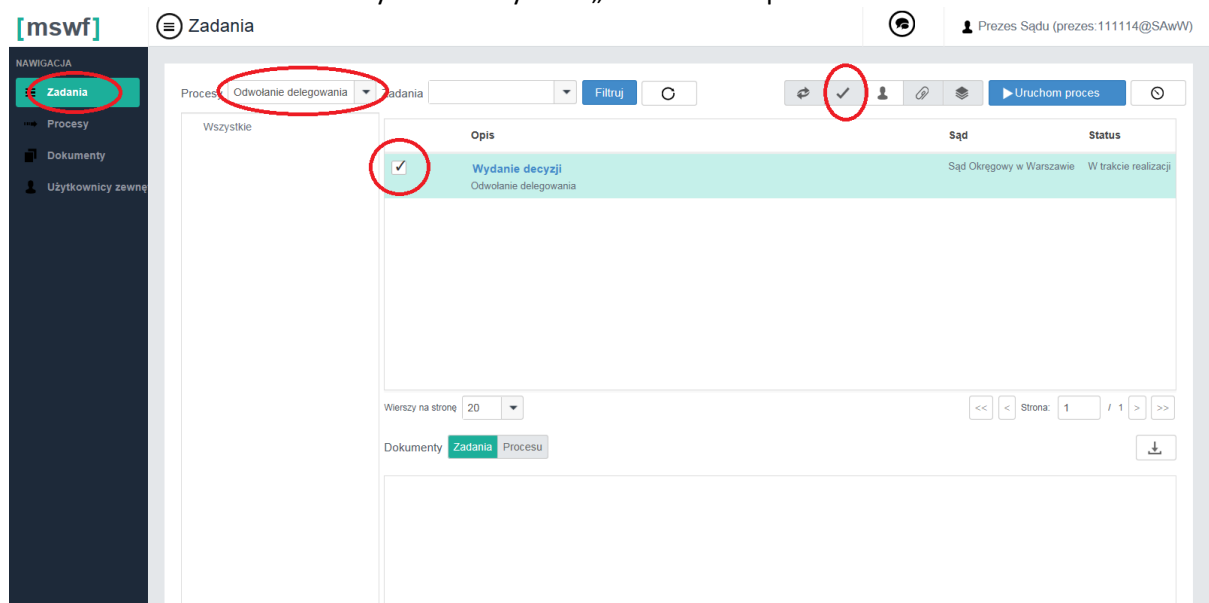 [mswf]
Zadania
Prezes Sądu (prezes:111114@SAwW)
NAWIGACJA
Zadania
Procesy
Dokumenty
Użytkownicy zewnę
Procesy Odwołanie delegowania Zadania Filtruj Uruchom proces
Wszystkie
Opis Sąd Status
Wydanie decyzji Sąd Okręgowy w Warszawie W trakcie realizacji
Odwołanie delegowania
Wierszy na stronę 20 << < Strona: 1 / 1 > >>
Dokumenty Zadania Procesu